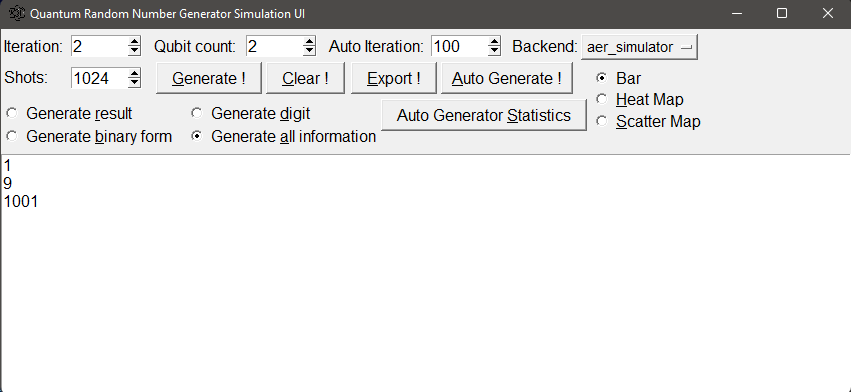 Quantum Random Number Generator Simulation UI
Iteration: 2 Qubit count: 2 Auto Iteration: 100 Backend: aer_simulator
Shots: 1024 Generate ! Clear ! Export ! Auto Generate ! Bar
Heat Map
Generate result Generate digit Auto Generator Statistics
Scatter Map
Generate binary form Generate all information
1
9
1001